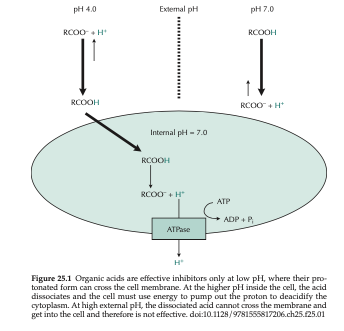 pH 4.0 External pH pH 7.0
RCOO⁻ + H⁺ RCOOH
RCOOH RCOO⁻ + H⁺
Internal pH = 7.0
RCOOH
RCOO⁻ + H⁺
ATP
ADP + Pᵢ
ATPase
H⁺
Figure 25.1 Organic acids are effective inhibitors only at low pH, where their pro-
tonated form can cross the cell membrane. At the higher pH inside the cell, the acid
dissociates and the cell must use energy to pump out the proton to deacidify the
cytoplasm. At high external pH, the dissociated acid cannot cross the membrane and
get into the cell and therefore is not effective. doi:10.1128/9781555817206.ch25.f25.01